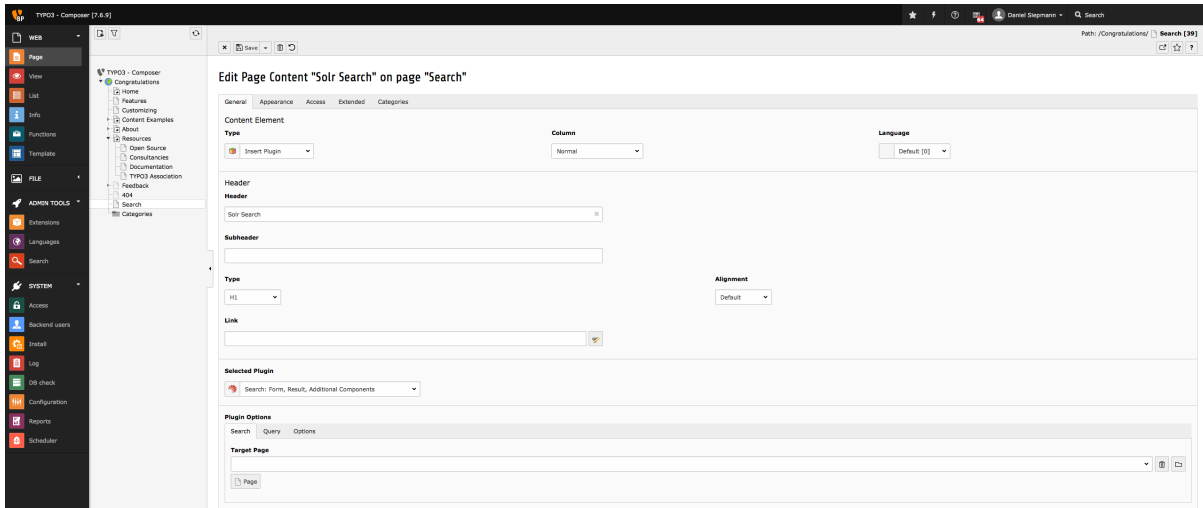 TYPO3 - Composer [7.6.9]
64
Daniel Siepmann
Search
WEB
Page
View
List
Info
Functions
Template
FILE
ADMIN TOOLS
Extensions
Languages
Search
SYSTEM
Access
Backend users
Install
Log
DB check
Configuration
Reports
Scheduler
TYPO3 - Composer
Congratulations
Home
Features
Customizing
Content Examples
About
Resources
Open Source
Consultancies
Documentation
TYPO3 Association
Feedback
404
Search
Categories
Path: /Congratulations/ Search [39]
Save
Edit Page Content "Solr Search" on page "Search"
General Appearance Access Extended Categories
Content Element
Type Column Language
Insert Plugin Normal Default [0]
Header
Header
Solr Search
Subheader
Type Alignment
H1 Default
Link
Selected Plugin
Search: Form, Result, Additional Components
Plugin Options
Search Query Options
Target Page
Page